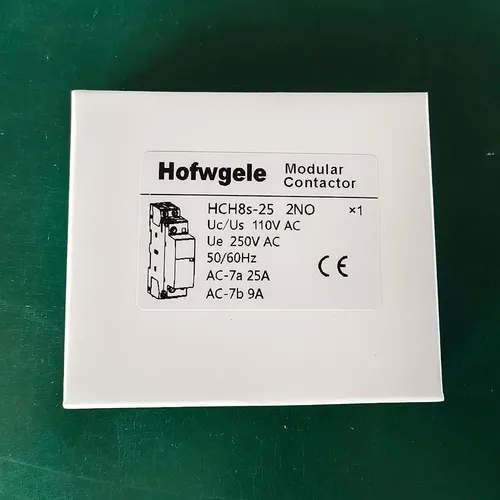 Hofwgele Modular Contactor
HCH8s-25 2NO ×1
Uc/Us 110V AC
Ue 250V AC
50/60Hz
AC-7a 25A
AC-7b 9A
CE